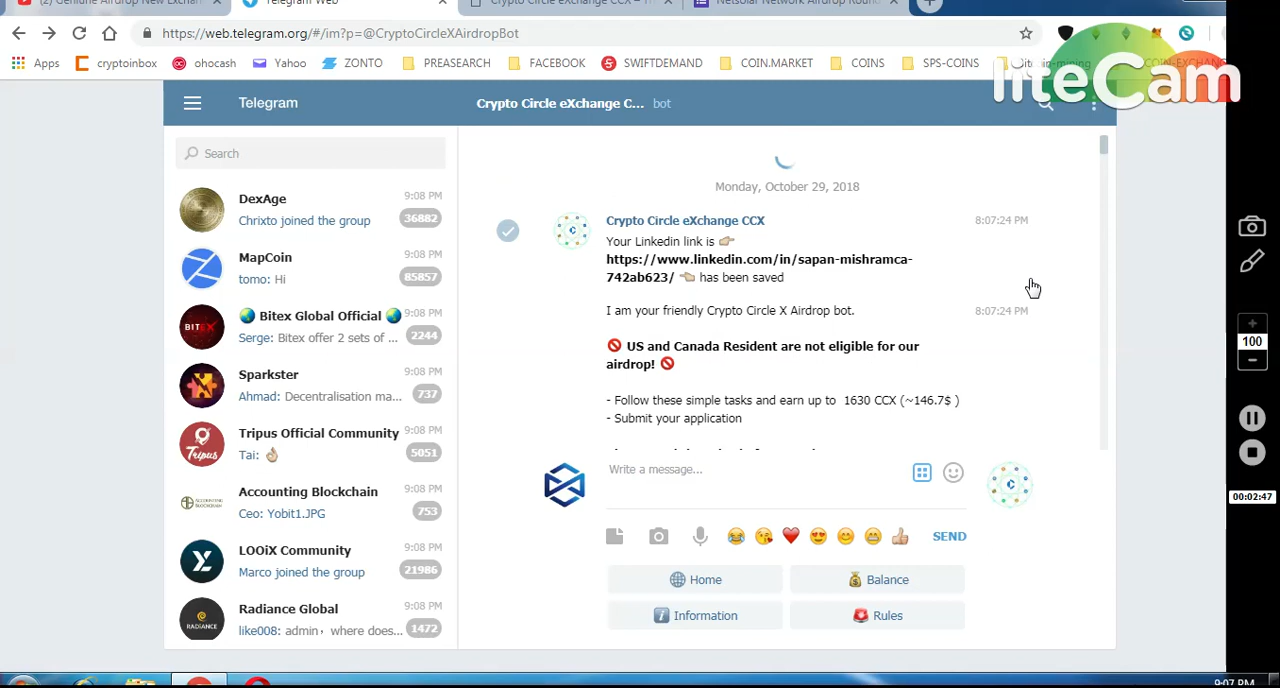 (2) Genuine Airdrop New Exchan
Telegram Web
Crypto Circle eXchange CCX – T
Netsolar Network Airdrop Round
https://web.telegram.org/#/im?p=@CryptoCircleXAirdropBot
Apps cryptoinbox ohocash Yahoo ZONTO PREASEARCH FACEBOOK SWIFTDEMAND COIN.MARKET COINS SPS-COINS
liteCam
Telegram
Crypto Circle eXchange C... bot
Search
DexAge 9:08 PM
Chrixto joined the group 36882
MapCoin 9:08 PM
tomo: Hi 85857
🌏 Bitex Global Official 🌏 9:08 PM
Serge: Bitex offer 2 sets of ... 2244
BITEX
Sparkster 9:08 PM
Ahmad: Decentralisation ma... 737
Tripus Official Community 9:08 PM
Tai: 👌🏼 5051
Tripus
Accounting Blockchain 9:08 PM
Ceo: Yobit1.JPG 753
LOOiX Community 9:08 PM
Marco joined the group 21986
Radiance Global 9:08 PM
like008: admin，where does... 1472
RADIANCE
Monday, October 29, 2018
Crypto Circle eXchange CCX 8:07:24 PM
Your Linkedin link is 👉🏼
https://www.linkedin.com/in/sapan-mishramca-
742ab623/ 👈🏼 has been saved
I am your friendly Crypto Circle X Airdrop bot. 8:07:24 PM
🚫 US and Canada Resident are not eligible for our
airdrop! 🚫
- Follow these simple tasks and earn up to 1630 CCX (~146.7$ )
- Submit your application
Write a message...
😂 😘 ❤️ 😍 😊 😁 👍🏼 SEND
🌐 Home 💰 Balance
ℹ️ Information 🚨 Rules
100
00:02:47
9:07 PM